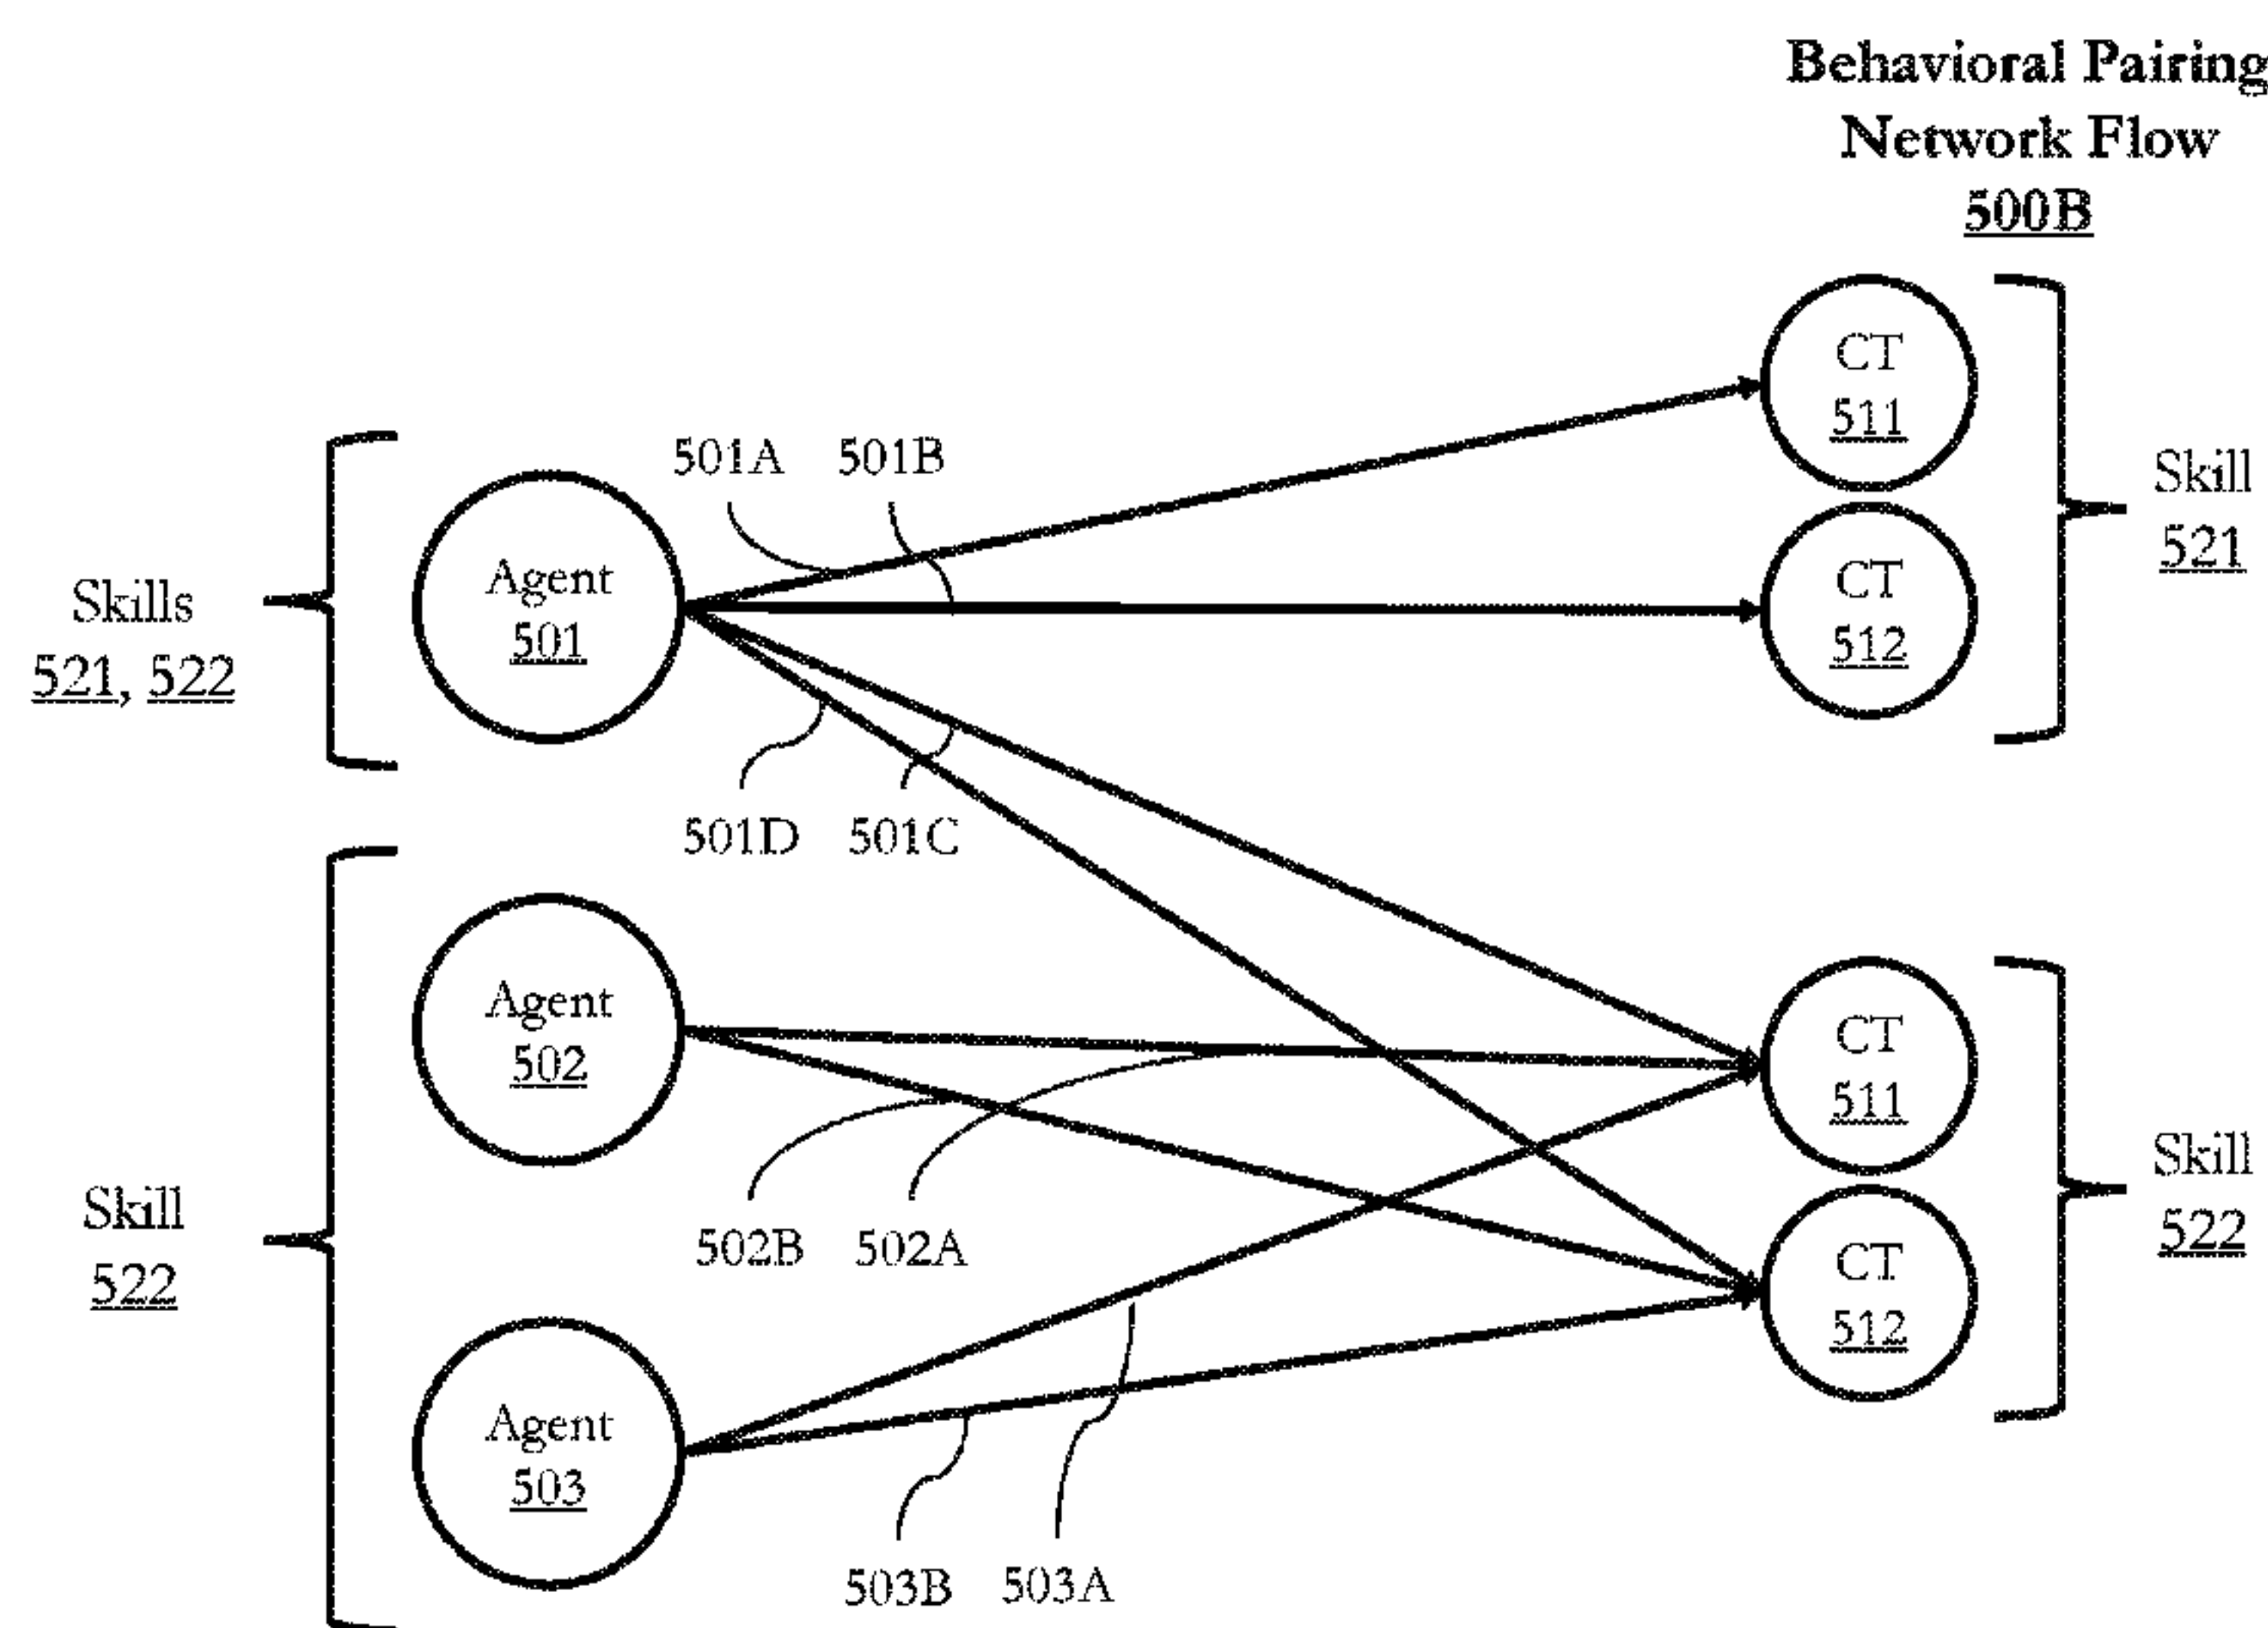 Behavioral Pairing
Network Flow
500B
CT
511
501A 501B
Skill
521
Agent
501
CT
512
Skills
521, 522
501D 501C
Agent
502
CT
511
Skill
522
Skill
522
502B 502A
CT
512
Agent
503
503B 503A